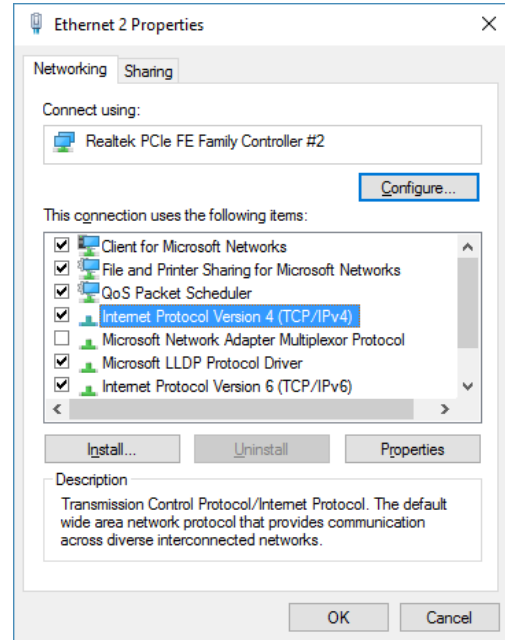 Ethernet 2 Properties
Networking
Sharing
Connect using:
Realtek PCIe FE Family Controller #2
Configure...
This connection uses the following items:
Client for Microsoft Networks
File and Printer Sharing for Microsoft Networks
QoS Packet Scheduler
Internet Protocol Version 4 (TCP/IPv4)
Microsoft Network Adapter Multiplexor Protocol
Microsoft LLDP Protocol Driver
Internet Protocol Version 6 (TCP/IPv6)
Install...
Uninstall
Properties
Description
Transmission Control Protocol/Internet Protocol. The default
wide area network protocol that provides communication
across diverse interconnected networks.
OK
Cancel